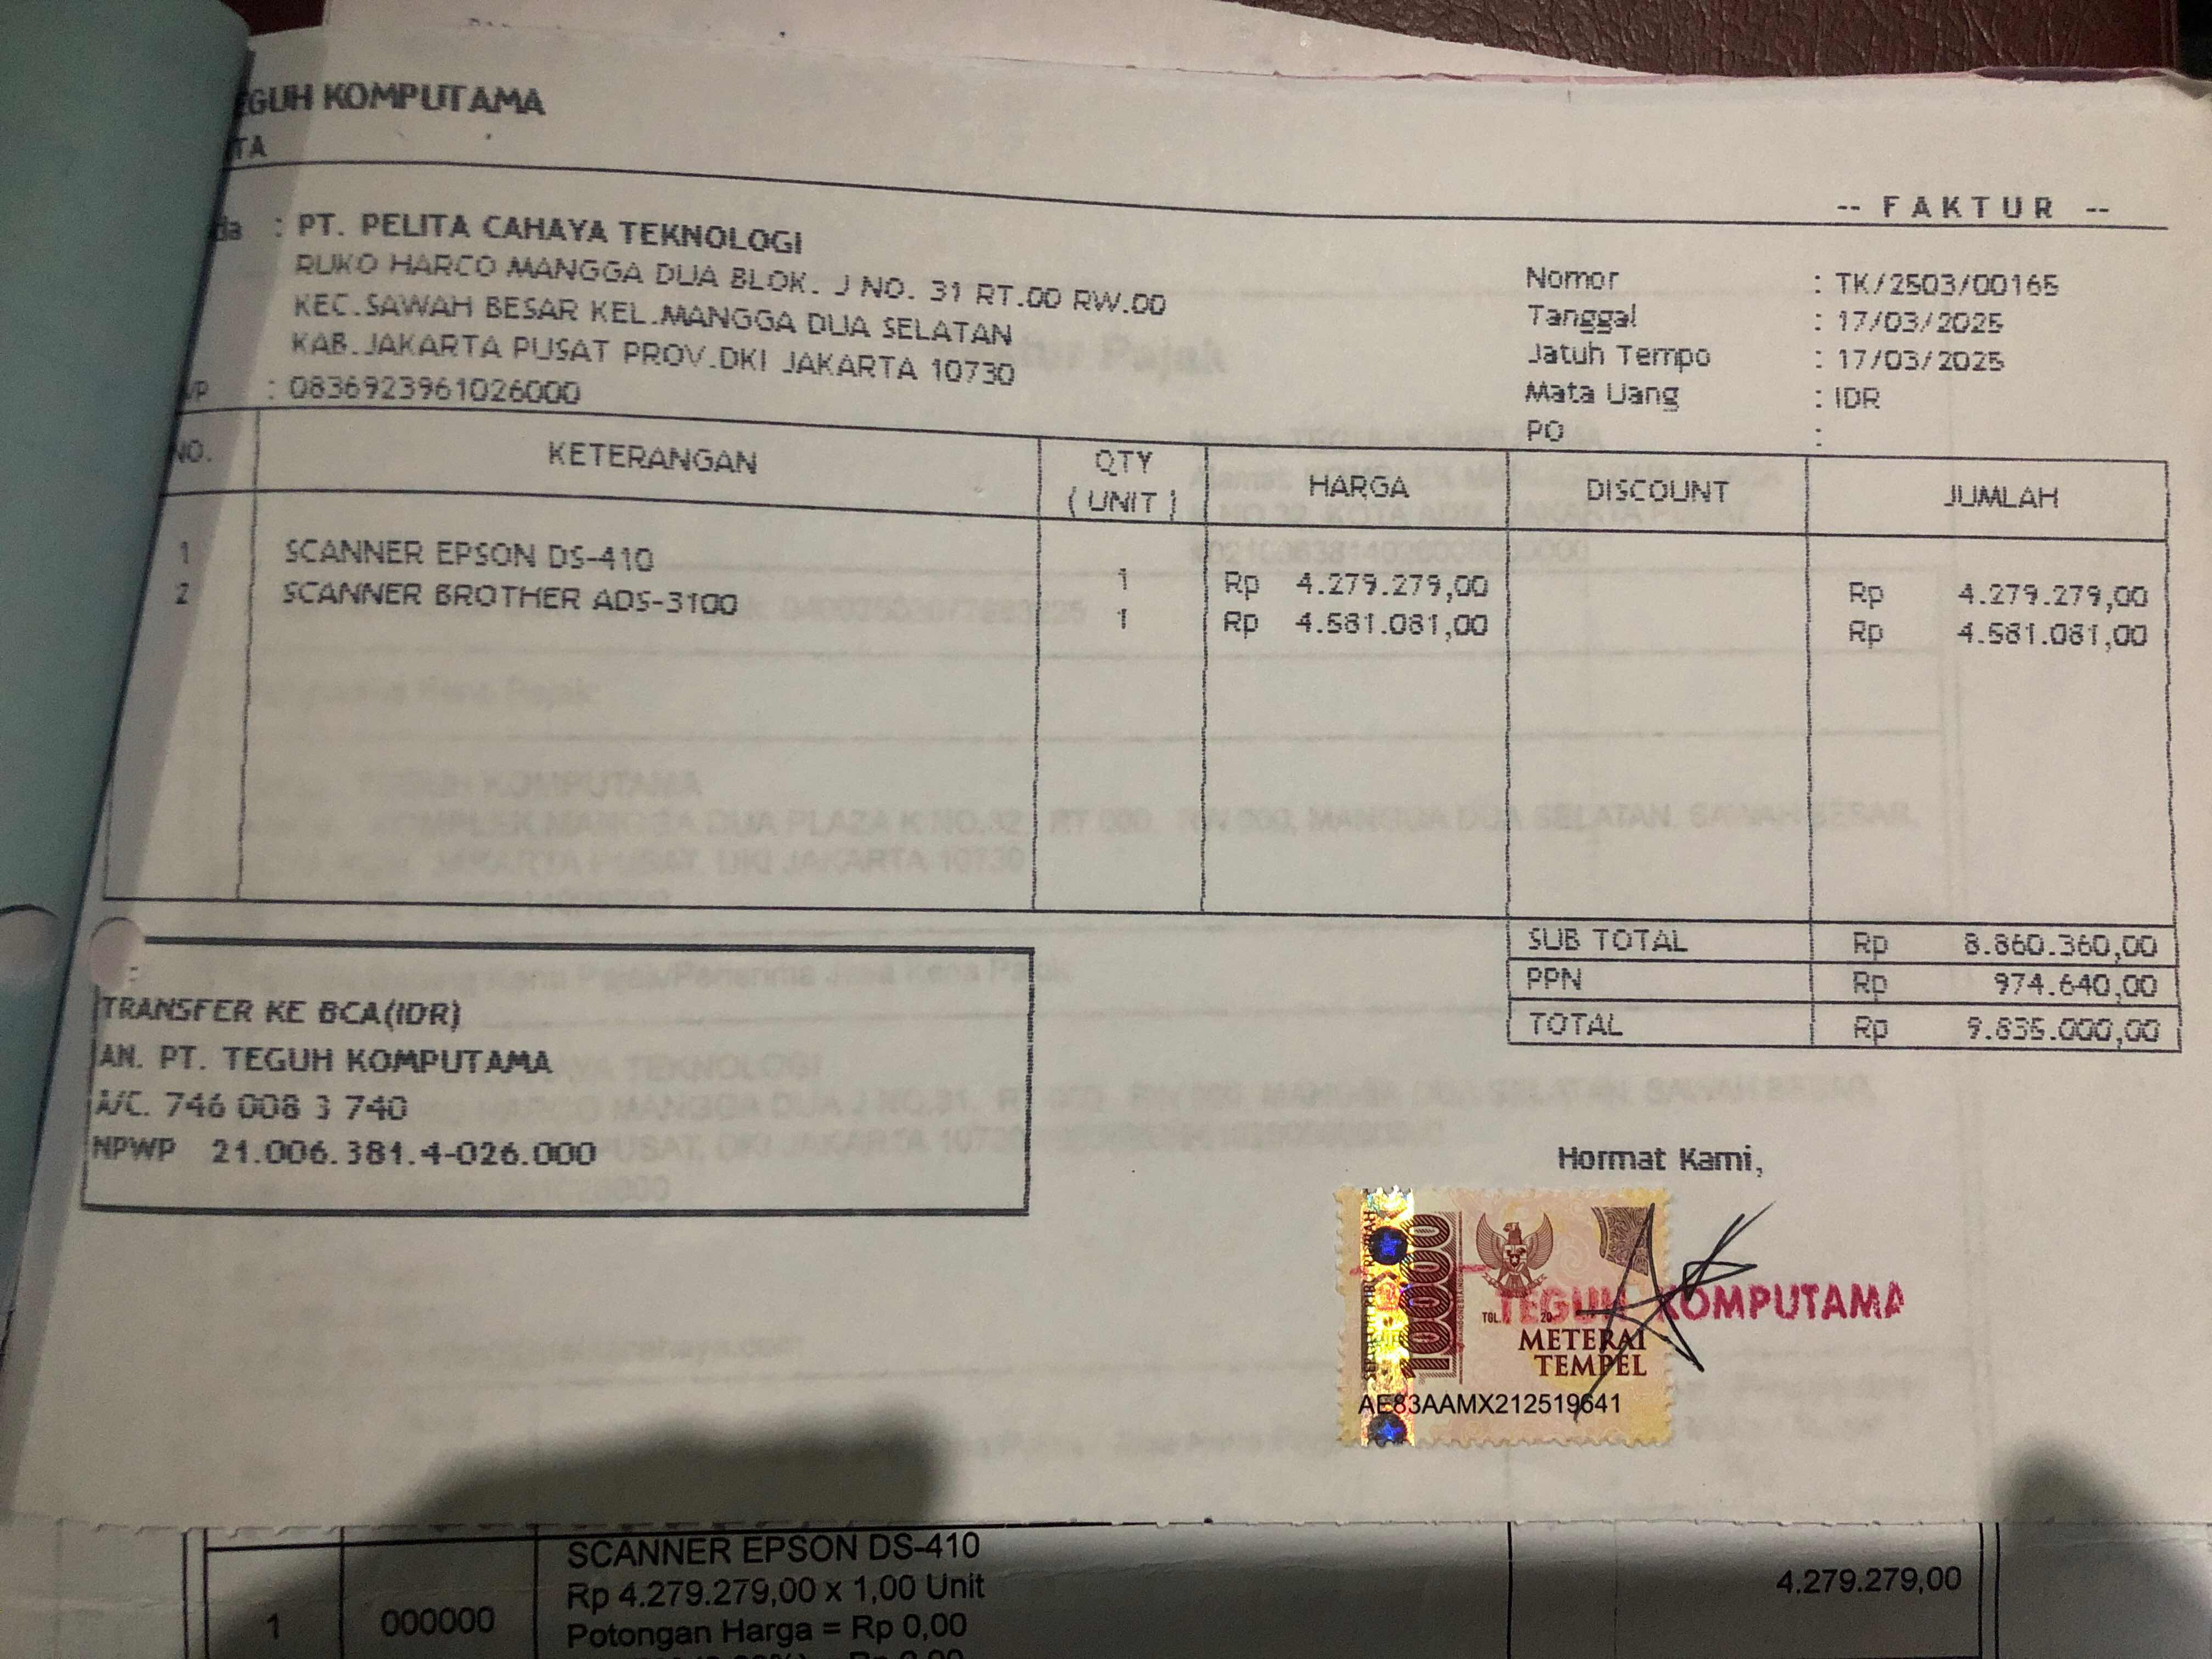 EGUH KOMPUTAMA
TA
-- FAKTUR --
da : PT. PELITA CAHAYA TEKNOLOGI
RUKO HARCO MANGGA DUA BLOK. J NO. 31 RT.00 RW.00
KEC.SAWAH BESAR KEL.MANGGA DUA SELATAN
KAB.JAKARTA PUSAT PROV.DKI JAKARTA 10730
VP : 0836923961026000
Nomor : TK/2503/00165
Tanggal : 17/03/2025
Jatuh Tempo : 17/03/2025
Mata Uang : IDR
PO :
NO. KETERANGAN QTY ( UNIT ) HARGA DISCOUNT JUMLAH
1 SCANNER EPSON DS-410 1 Rp 4.279.279,00 Rp 4.279.279,00
2 SCANNER BROTHER ADS-3100 1 Rp 4.581.081,00 Rp 4.581.081,00
SUB TOTAL Rp 8.860.360,00
PPN Rp 974.640,00
TOTAL Rp 9.835.000,00
:
TRANSFER KE BCA(IDR)
AN. PT. TEGUH KOMPUTAMA
A/C. 746 008 3 740
NPWP 21.006.381.4-026.000
Hormat Kami,
10000
TGL. 20
TEGUH KOMPUTAMA
METERAI
TEMPEL
AE83AAMX212519641
SCANNER EPSON DS-410
1 000000 Rp 4.279.279,00 x 1,00 Unit 4.279.279,00
Potongan Harga = Rp 0,00